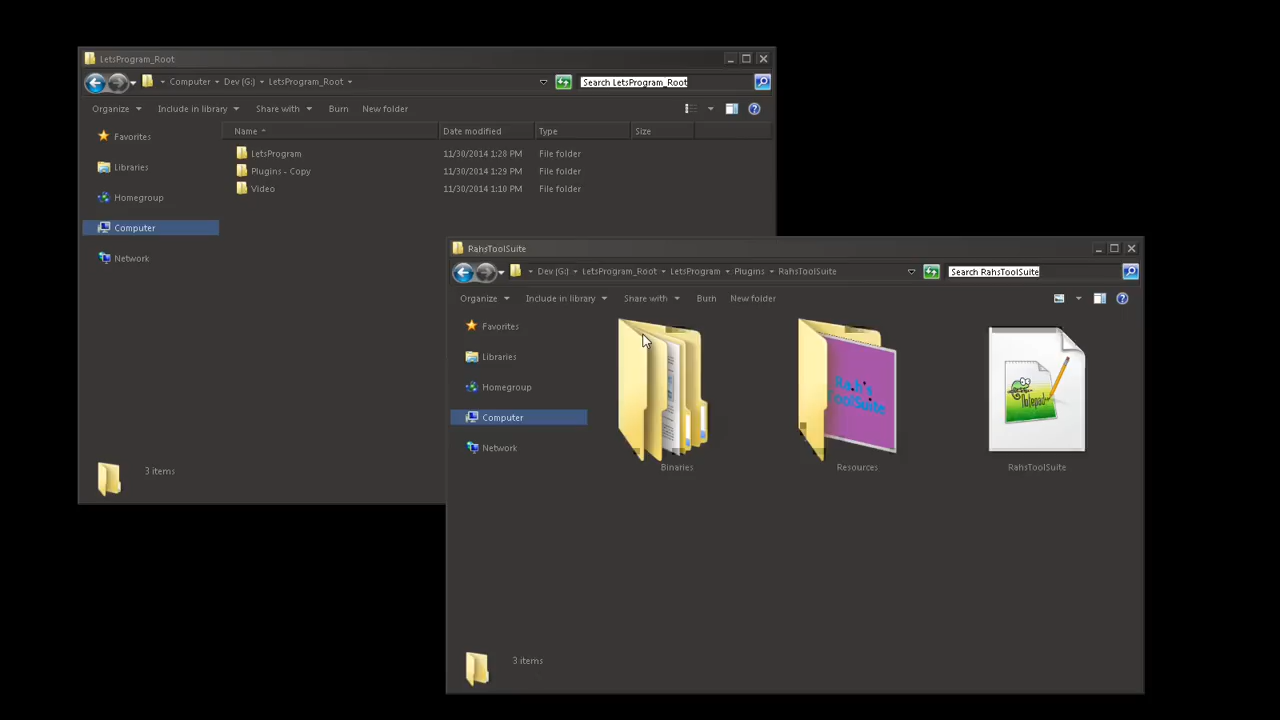 LetsProgram_Root
Computer Dev (G:) LetsProgram_Root Search LetsProgram_Root
Organize Include in library Share with Burn New folder
Name Date modified Type Size
Favorites
LetsProgram 11/30/2014 1:28 PM File folder
Libraries
Plugins - Copy 11/30/2014 1:29 PM File folder
Video 11/30/2014 1:10 PM File folder
Homegroup
Computer
Network
3 items
RahsToolSuite
Dev (G:) LetsProgram_Root LetsProgram Plugins RahsToolSuite Search RahsToolSuite
Organize Include in library Share with Burn New folder
Favorites
Libraries
Homegroup
Computer
Network
Rah's
ToolSuite
Notepad
Binaries Resources RahsToolSuite
3 items